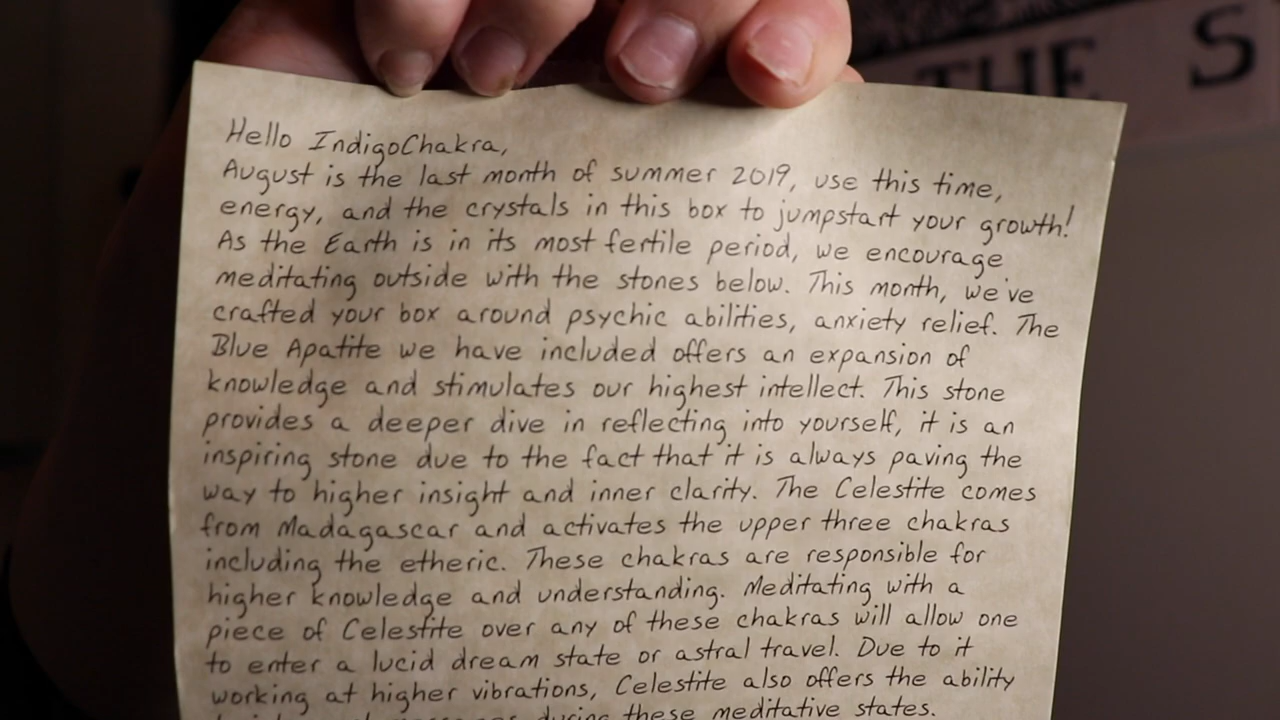 THE S
Hello IndigoChakra,
August is the last month of summer 2019, use this time,
energy, and the crystals in this box to jumpstart your growth!
As the Earth is in its most fertile period, we encourage
meditating outside with the stones below. This month, we've
crafted your box around psychic abilities, anxiety relief. The
Blue Apatite we have included offers an expansion of
knowledge and stimulates our highest intellect. This stone
provides a deeper dive in reflecting into yourself, it is an
inspiring stone due to the fact that it is always paving the
way to higher insight and inner clarity. The Celestite comes
from Madagascar and activates the upper three chakras
including the etheric. These chakras are responsible for
higher knowledge and understanding. Meditating with a
piece of Celestite over any of these chakras will allow one
to enter a lucid dream state or astral travel. Due to it
working at higher vibrations, Celestite also offers the ability
during these meditative states.